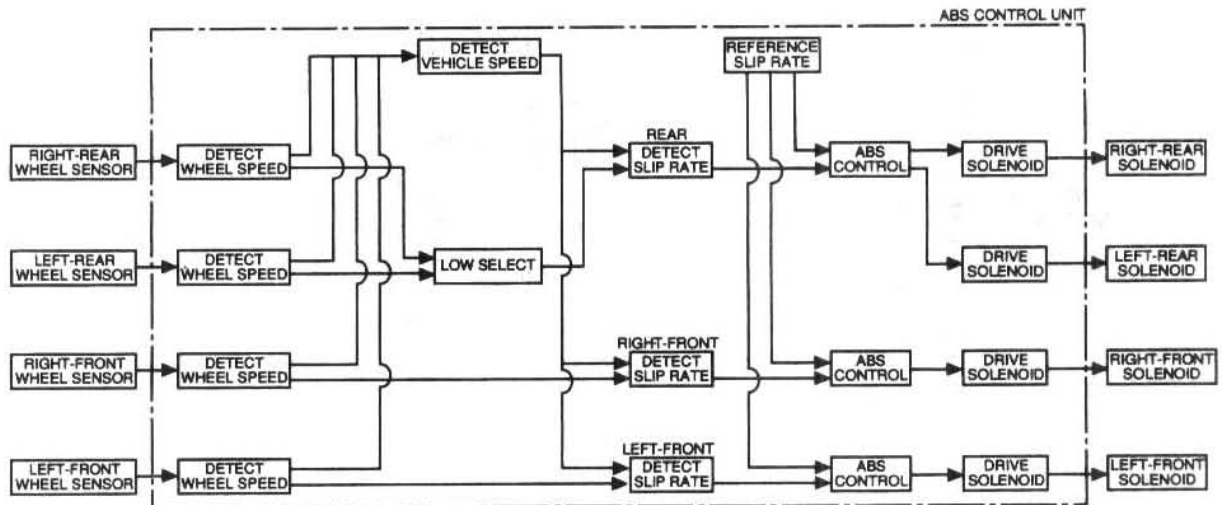 ABS CONTROL UNIT
DETECT
VEHICLE SPEED
REFERENCE
SLIP RATE
RIGHT-REAR
WHEEL SENSOR
DETECT
WHEEL SPEED
REAR
DETECT
SLIP RATE
ABS
CONTROL
DRIVE
SOLENOID
RIGHT-REAR
SOLENOID
LEFT-REAR
WHEEL SENSOR
DETECT
WHEEL SPEED
LOW SELECT
DRIVE
SOLENOID
LEFT-REAR
SOLENOID
RIGHT-FRONT
WHEEL SENSOR
DETECT
WHEEL SPEED
RIGHT-FRONT
DETECT
SLIP RATE
ABS
CONTROL
DRIVE
SOLENOID
RIGHT-FRONT
SOLENOID
LEFT-FRONT
WHEEL SENSOR
DETECT
WHEEL SPEED
LEFT-FRONT
DETECT
SLIP RATE
ABS
CONTROL
DRIVE
SOLENOID
LEFT-FRONT
SOLENOID